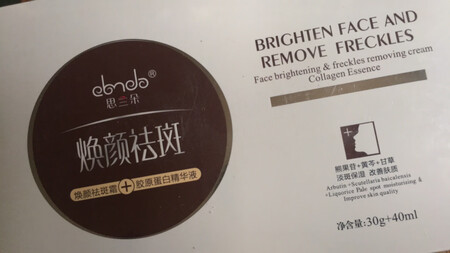 ebnda®
思兰朵
焕颜祛斑
焕颜祛斑霜+胶原蛋白精华液
BRIGHTEN FACE AND
REMOVE FRECKLES
Face brightening & freckles removing cream
Collagen Essence
熊果苷+黄芩+甘草
淡斑保湿 改善肤质
Arbutin+Scutellaria baicalensis
+Liquorice Pale spot moisturizing &
Improve skin quality
净含量:30g+40ml